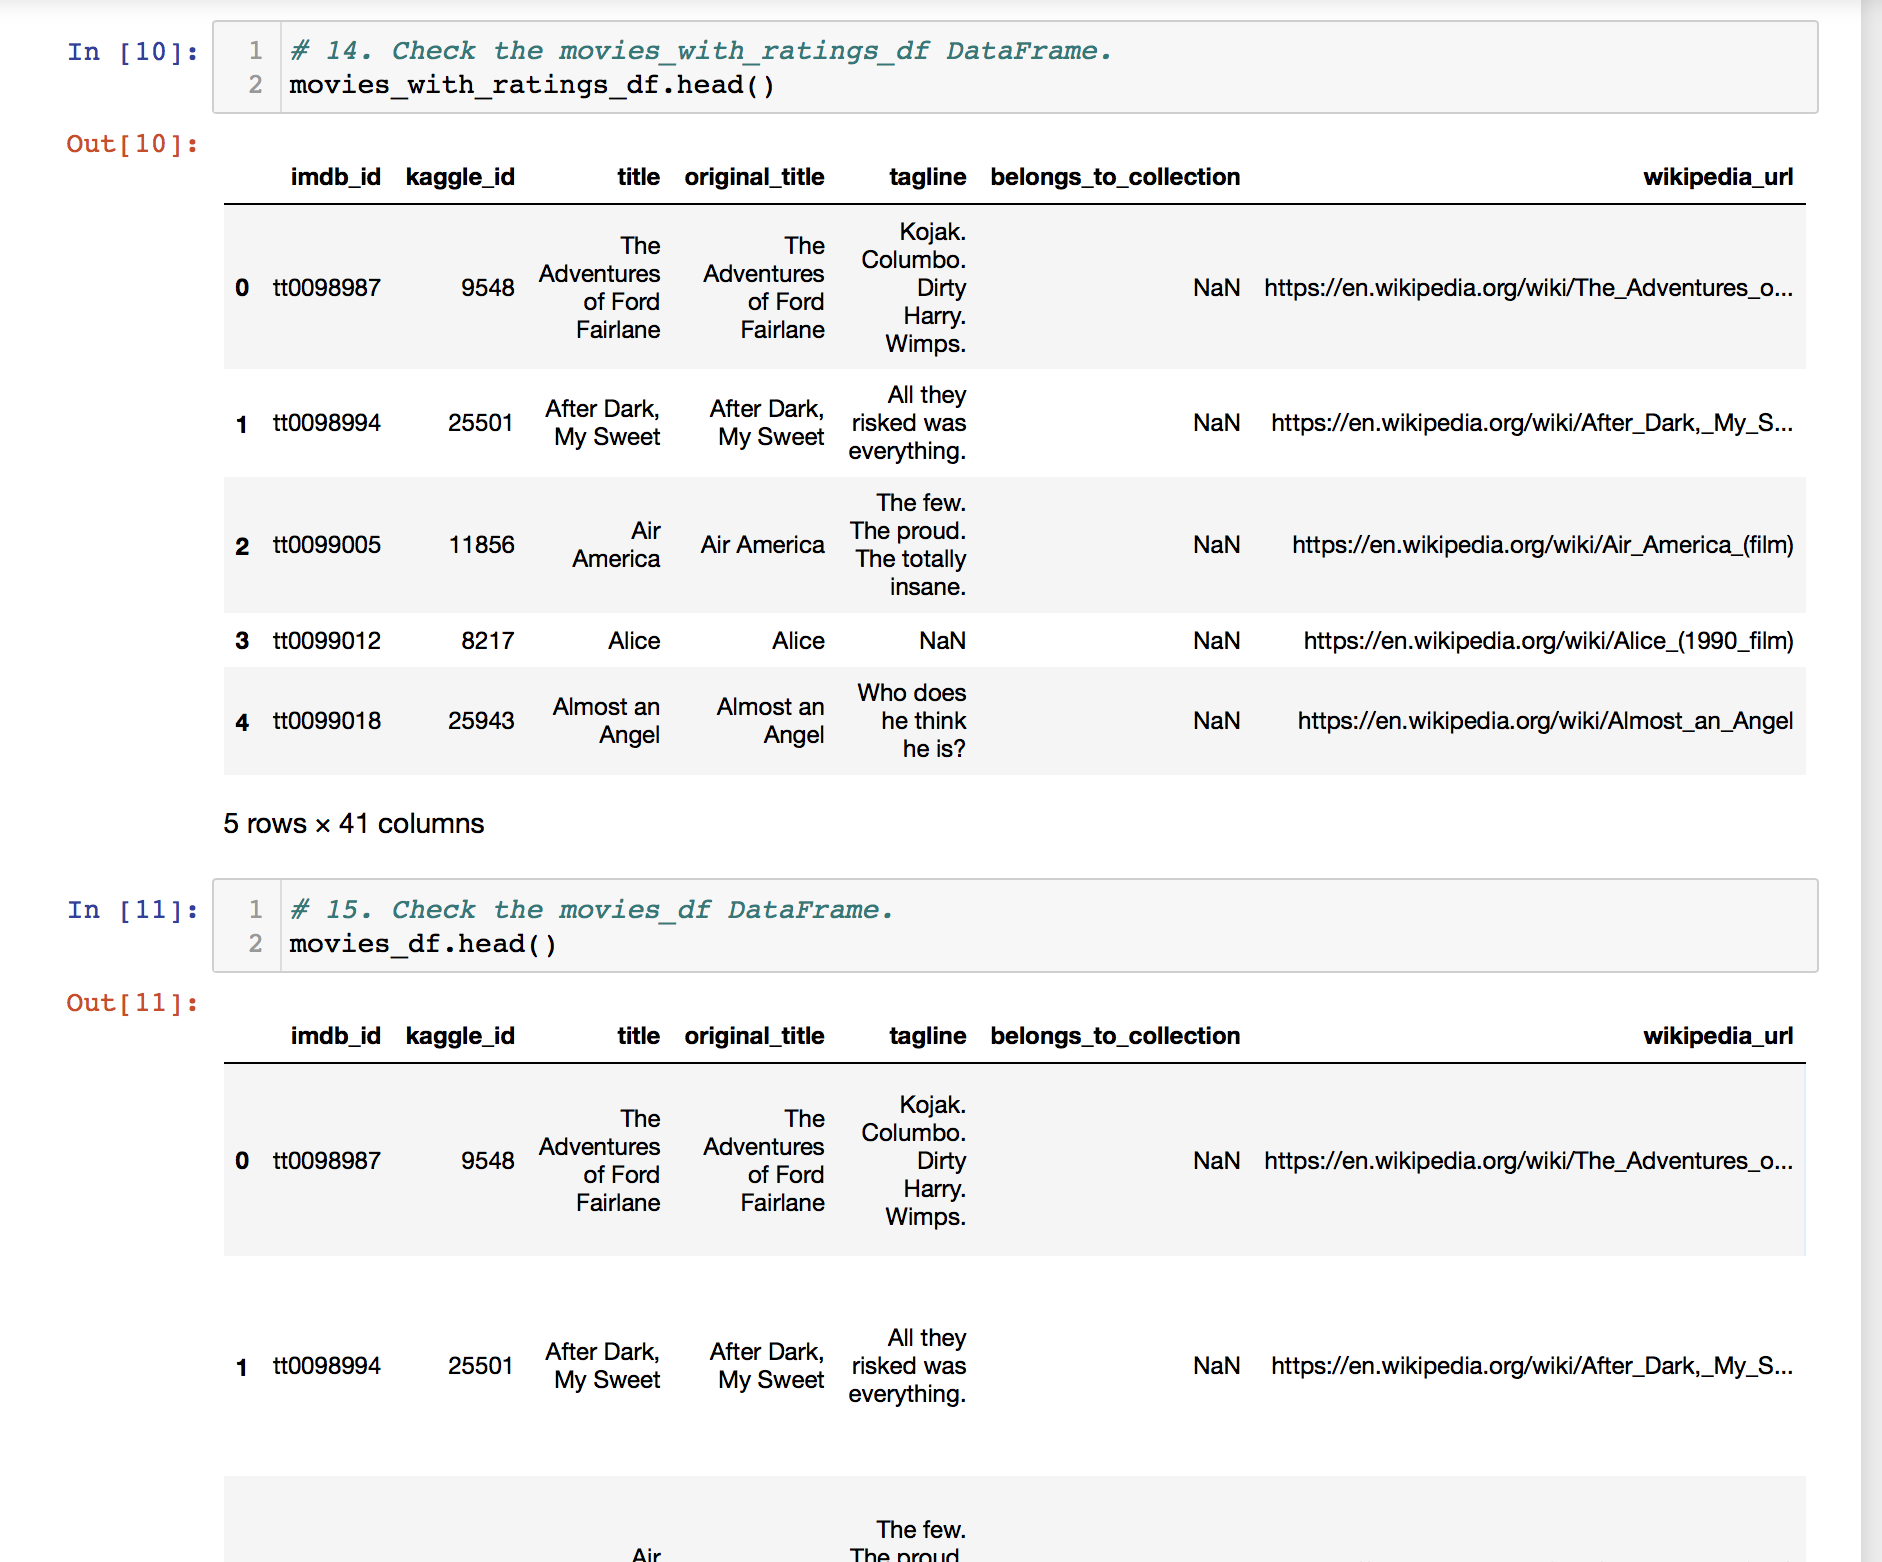 In [10]:
1 # 14. Check the movies_with_ratings_df DataFrame.
2 movies_with_ratings_df.head()
Out[10]:
imdb_id kaggle_id title original_title tagline belongs_to_collection wikipedia_url
0 tt0098987 9548 The Adventures of Ford Fairlane The Adventures of Ford Fairlane Kojak. Columbo. Dirty Harry. Wimps. NaN https://en.wikipedia.org/wiki/The_Adventures_o...
1 tt0098994 25501 After Dark, My Sweet After Dark, My Sweet All they risked was everything. NaN https://en.wikipedia.org/wiki/After_Dark,_My_S...
2 tt0099005 11856 Air America Air America The few. The proud. The totally insane. NaN https://en.wikipedia.org/wiki/Air_America_(film)
3 tt0099012 8217 Alice Alice NaN NaN https://en.wikipedia.org/wiki/Alice_(1990_film)
4 tt0099018 25943 Almost an Angel Almost an Angel Who does he think he is? NaN https://en.wikipedia.org/wiki/Almost_an_Angel
5 rows × 41 columns
In [11]:
1 # 15. Check the movies_df DataFrame.
2 movies_df.head()
Out[11]:
imdb_id kaggle_id title original_title tagline belongs_to_collection wikipedia_url
0 tt0098987 9548 The Adventures of Ford Fairlane The Adventures of Ford Fairlane Kojak. Columbo. Dirty Harry. Wimps. NaN https://en.wikipedia.org/wiki/The_Adventures_o...
1 tt0098994 25501 After Dark, My Sweet After Dark, My Sweet All they risked was everything. NaN https://en.wikipedia.org/wiki/After_Dark,_My_S...
The few.
Air The proud.